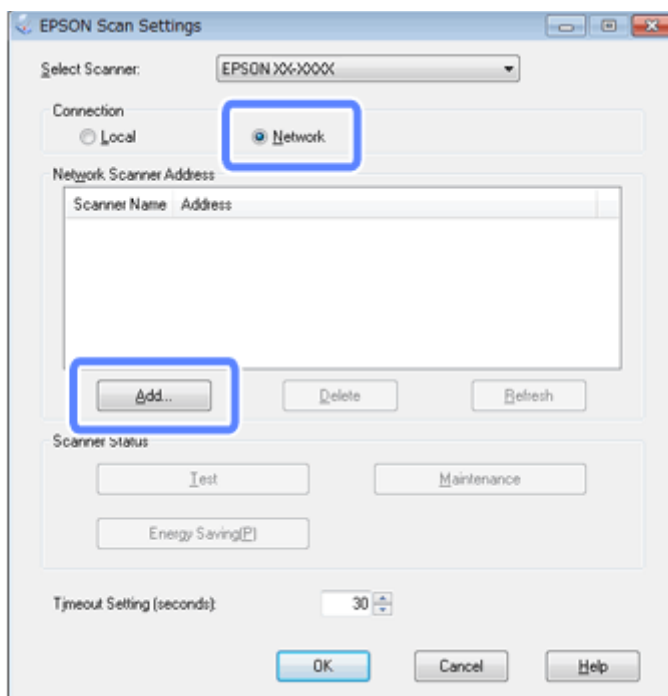 EPSON Scan Settings
Select Scanner: EPSON XX-XXXX
Connection
Local Network
Network Scanner Address
Scanner Name Address
Add... Delete Refresh
Scanner Status
Test Maintenance
Energy Saving(P)
Timeout Setting (seconds): 30
OK Cancel Help